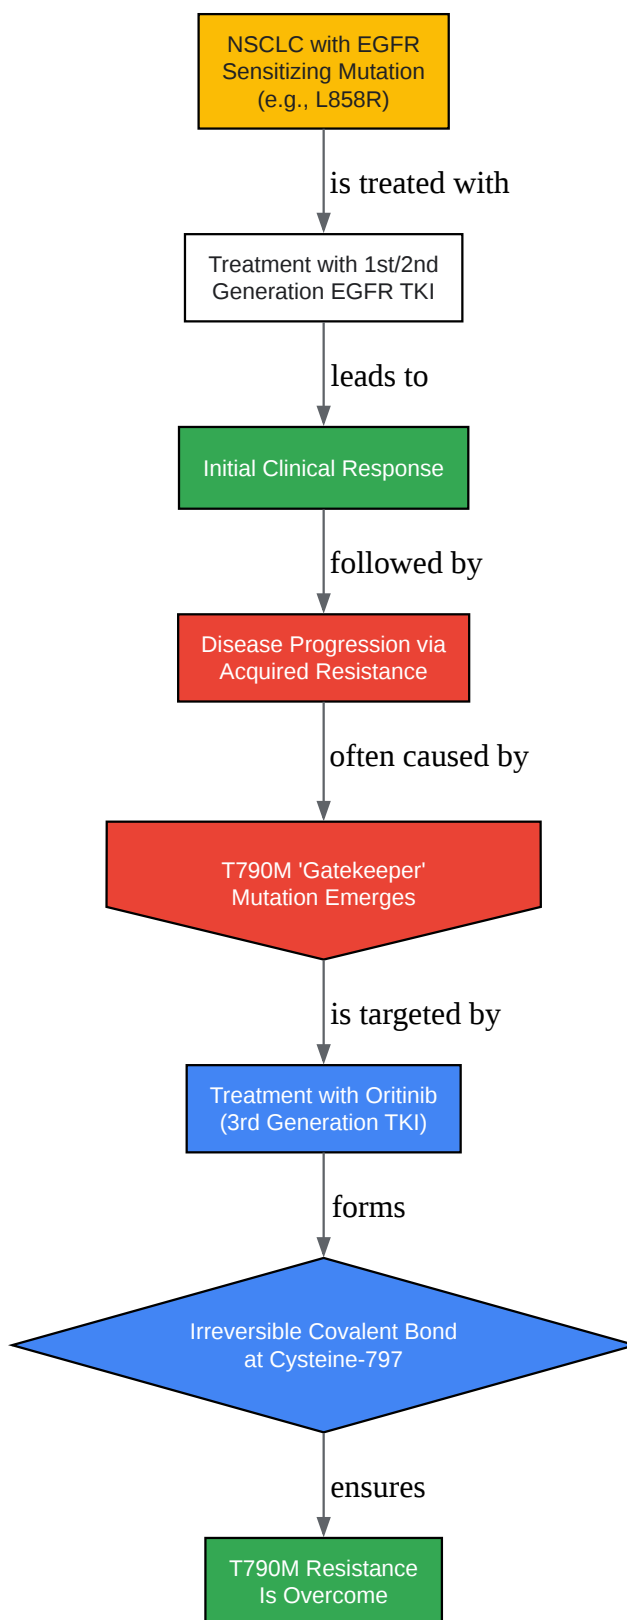 NSCLC with EGFR
Sensitizing Mutation
(e.g., L858R)
is treated with
Treatment with 1st/2nd
Generation EGFR TKI
leads to
Initial Clinical Response
followed by
Disease Progression via
Acquired Resistance
often caused by
T790M 'Gatekeeper'
Mutation Emerges
is targeted by
Treatment with Oritinib
(3rd Generation TKI)
forms
Irreversible Covalent Bond
at Cysteine-797
ensures
T790M Resistance
Is Overcome